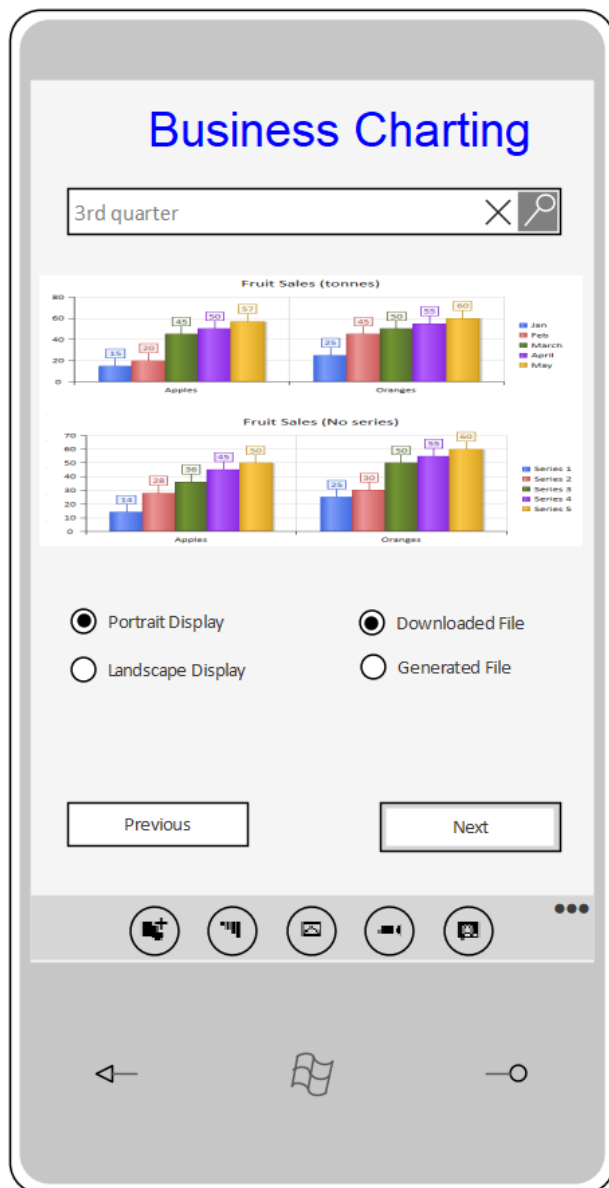 Business Charting
3rd quarter
Fruit Sales (tonnes)
80
60
40
20
0
15
20
45
50
57
25
45
50
55
60
Apples
Oranges
Jan
Feb
March
April
May
Fruit Sales (No series)
70
60
50
40
30
20
10
0
14
28
36
45
50
25
30
50
55
60
Apples
Oranges
Series 1
Series 2
Series 3
Series 4
Series 5
Portrait Display
Downloaded File
Landscape Display
Generated File
Previous
Next